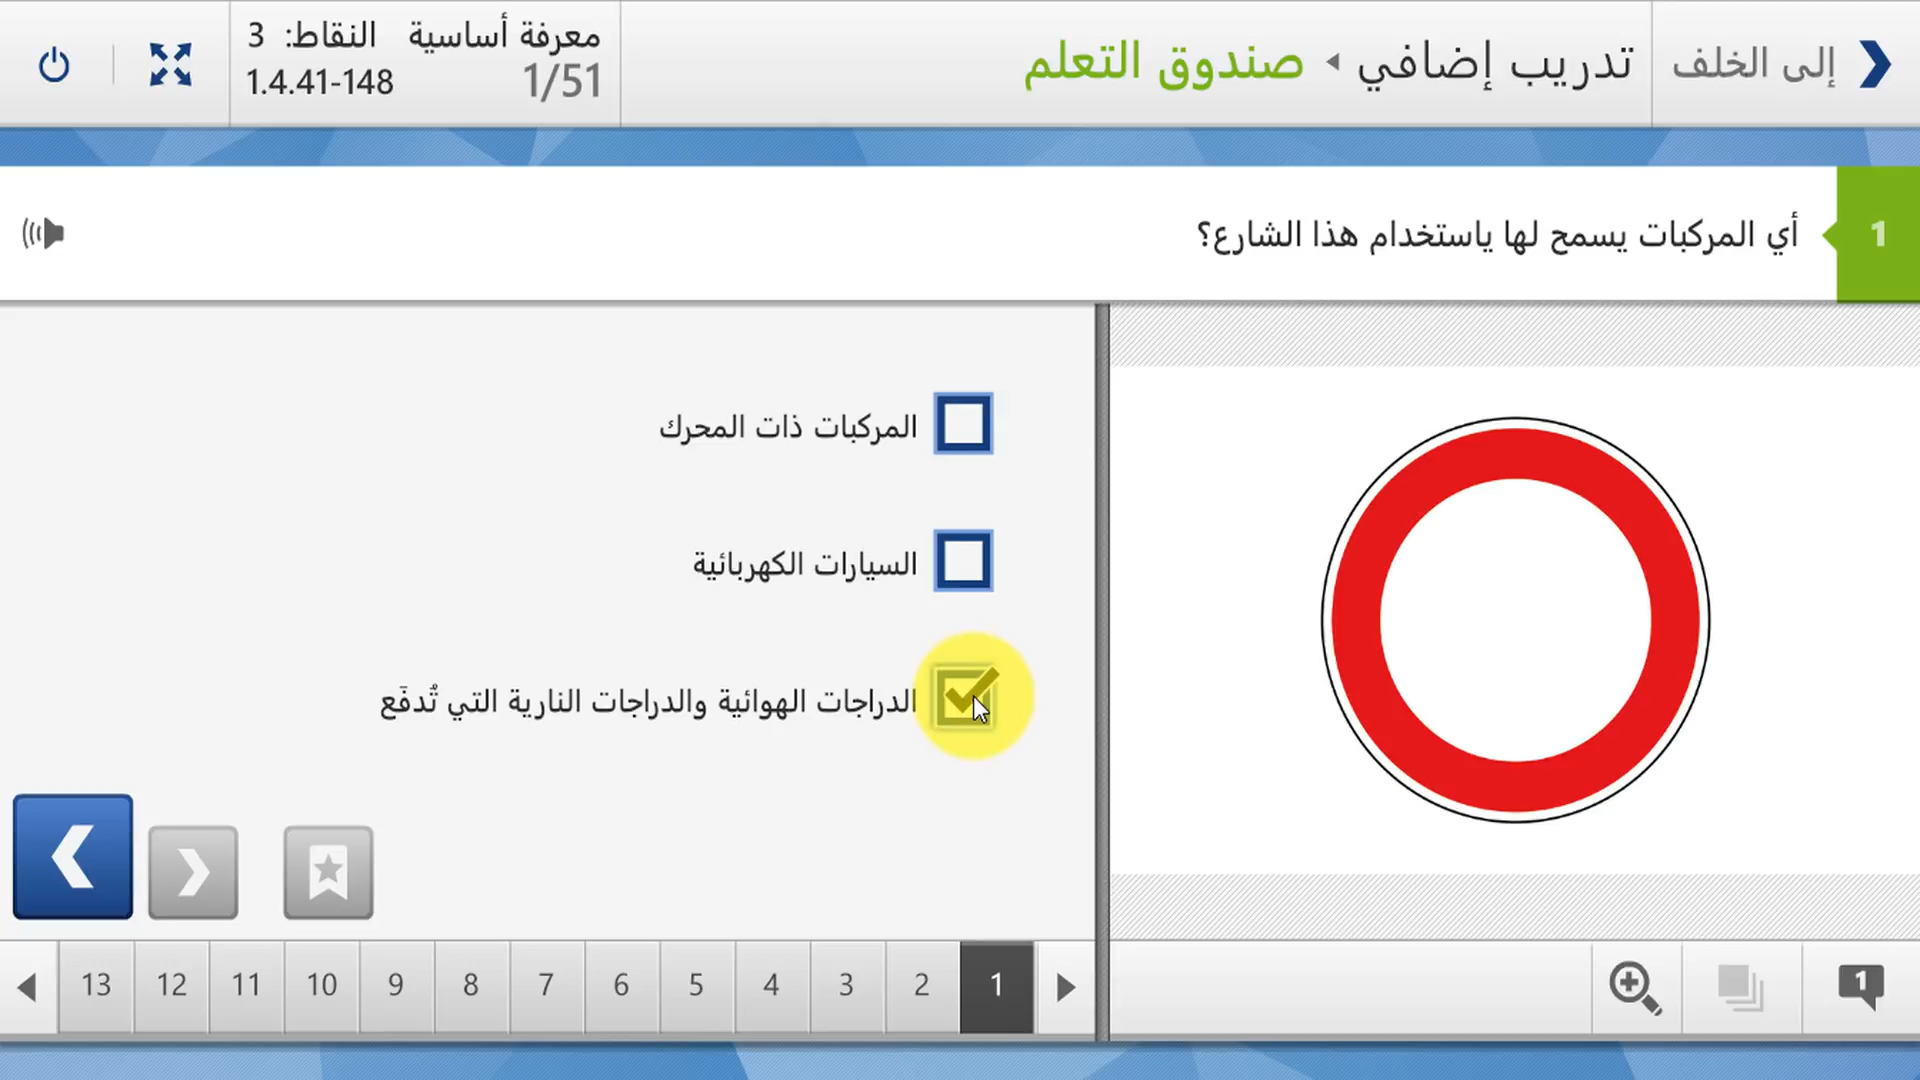 إلى الخلف
تدريب إضافي ◂ صندوق التعلم
معرفة أساسية النقاط: 3
1/51 1.4.41-148
1 أي المركبات يسمح لها ياستخدام هذا الشارع؟
المركبات ذات المحرك
السيارات الكهربائية
الدراجات الهوائية والدراجات النارية التي تُدفَع
1 2 3 4 5 6 7 8 9 10 11 12 13
1